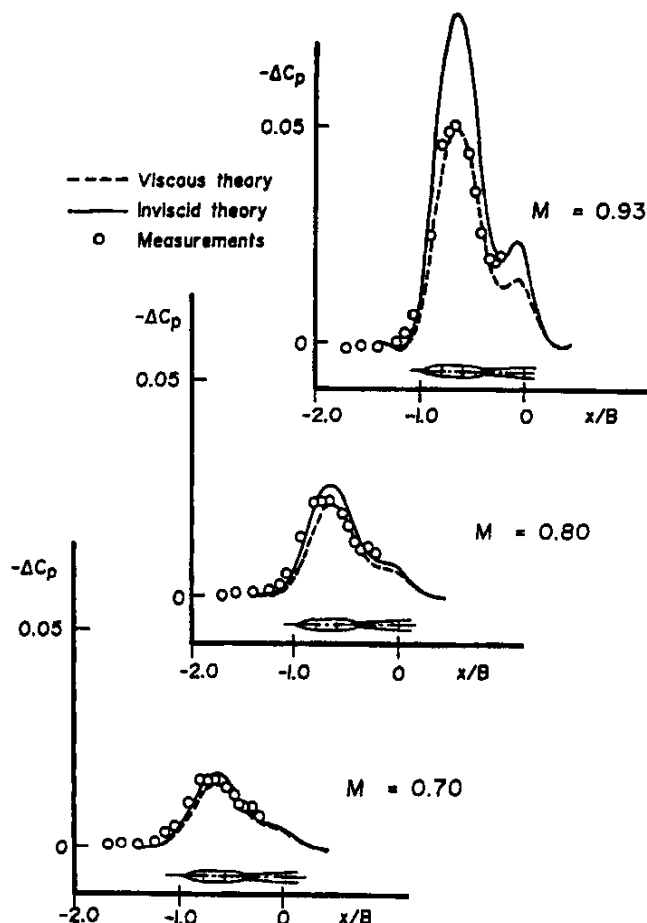 -ΔCp
0.05
Viscous theory
Inviscid theory
Measurements
M = 0.93
0
-2.0 -1.0 0 x/B
-ΔCp
0.05
M = 0.80
0
-2.0 -1.0 0 x/B
-ΔCp
0.05
M = 0.70
0
-2.0 -1.0 0 x/B